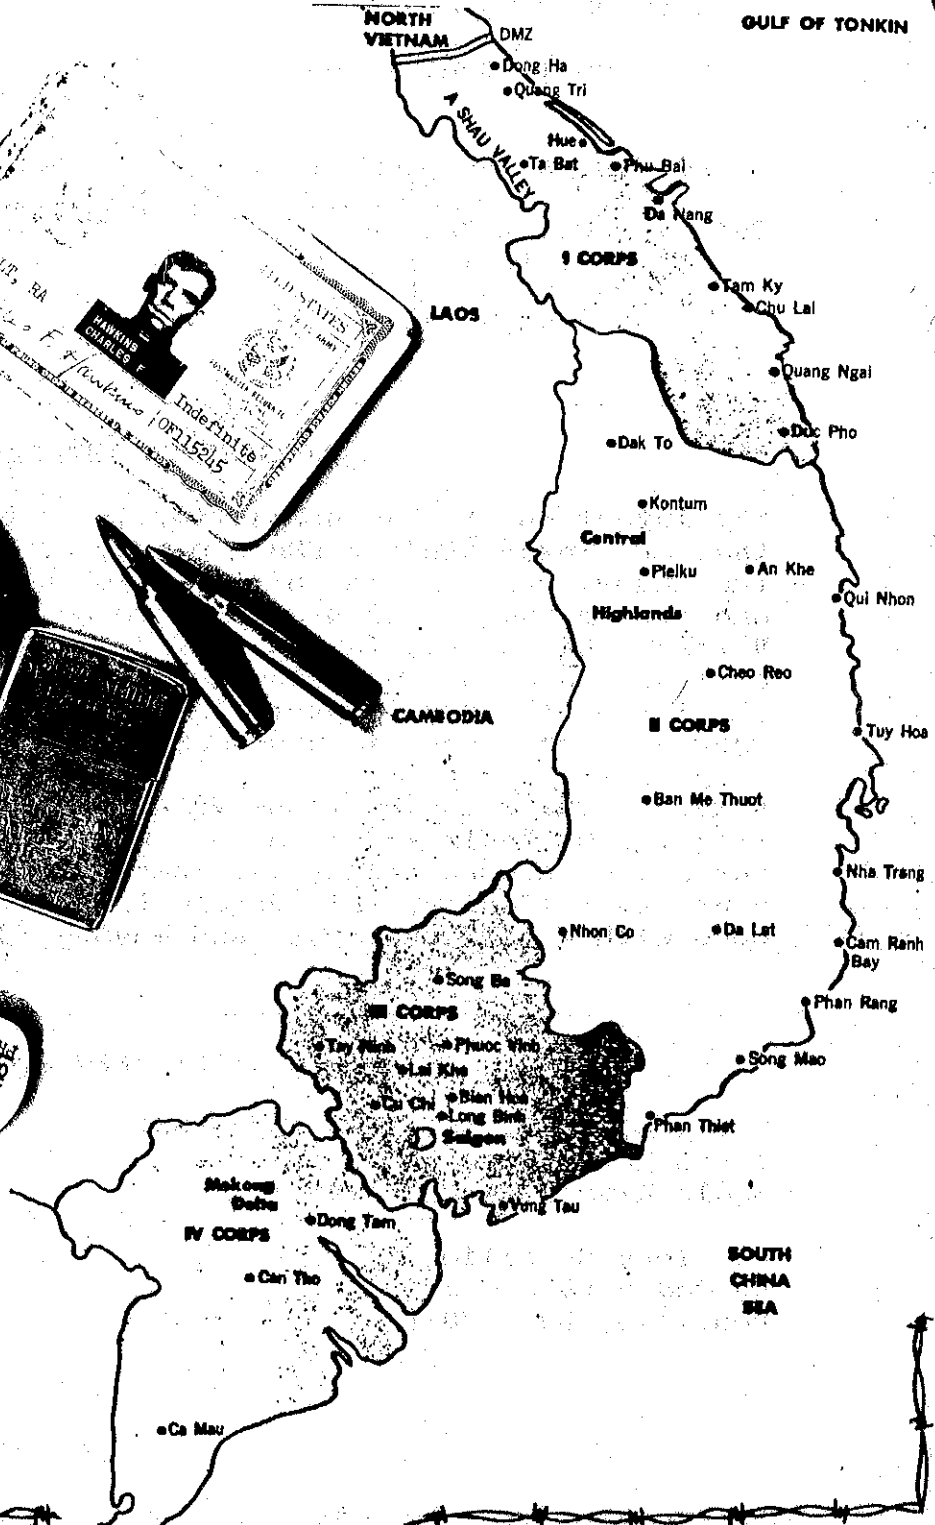 NORTH
VIETNAM
GULF OF TONKIN
DMZ
Dong Ha
Quang Tri
A SHAU VALLEY
Hue
Ta Bat
Phu Bai
Da Nang
I CORPS
Tam Ky
Chu Lai
LAOS
Quang Ngai
Duc Pho
Dak To
Kontum
Central
Pleiku
An Khe
Highlands
Qui Nhon
Cheo Reo
CAMBODIA
II CORPS
Tuy Hoa
Ban Me Thuot
Nha Trang
Nhon Co
Da Lat
Cam Ranh
Bay
Song Be
Phan Rang
III CORPS
Tay Ninh
Phuoc Vinh
Song Mao
Lai Khe
Bien Hoa
Cu Chi
Long Binh
Phan Thiet
Saigon
Mekong
Delta
Vung Tau
Dong Tam
IV CORPS
Can Tho
SOUTH
CHINA
SEA
Ca Mau
LT, RA
STATES
ARMY
HAWKINS
CHARLES F
F Hawkins
Indefinite
OF115245